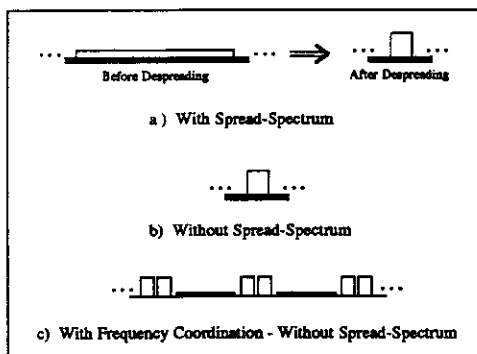 Before Despreading
After Despreading
a ) With Spread-Spectrum
b) Without Spread-Spectrum
c) With Frequency Coordination - Without Spread-Spectrum